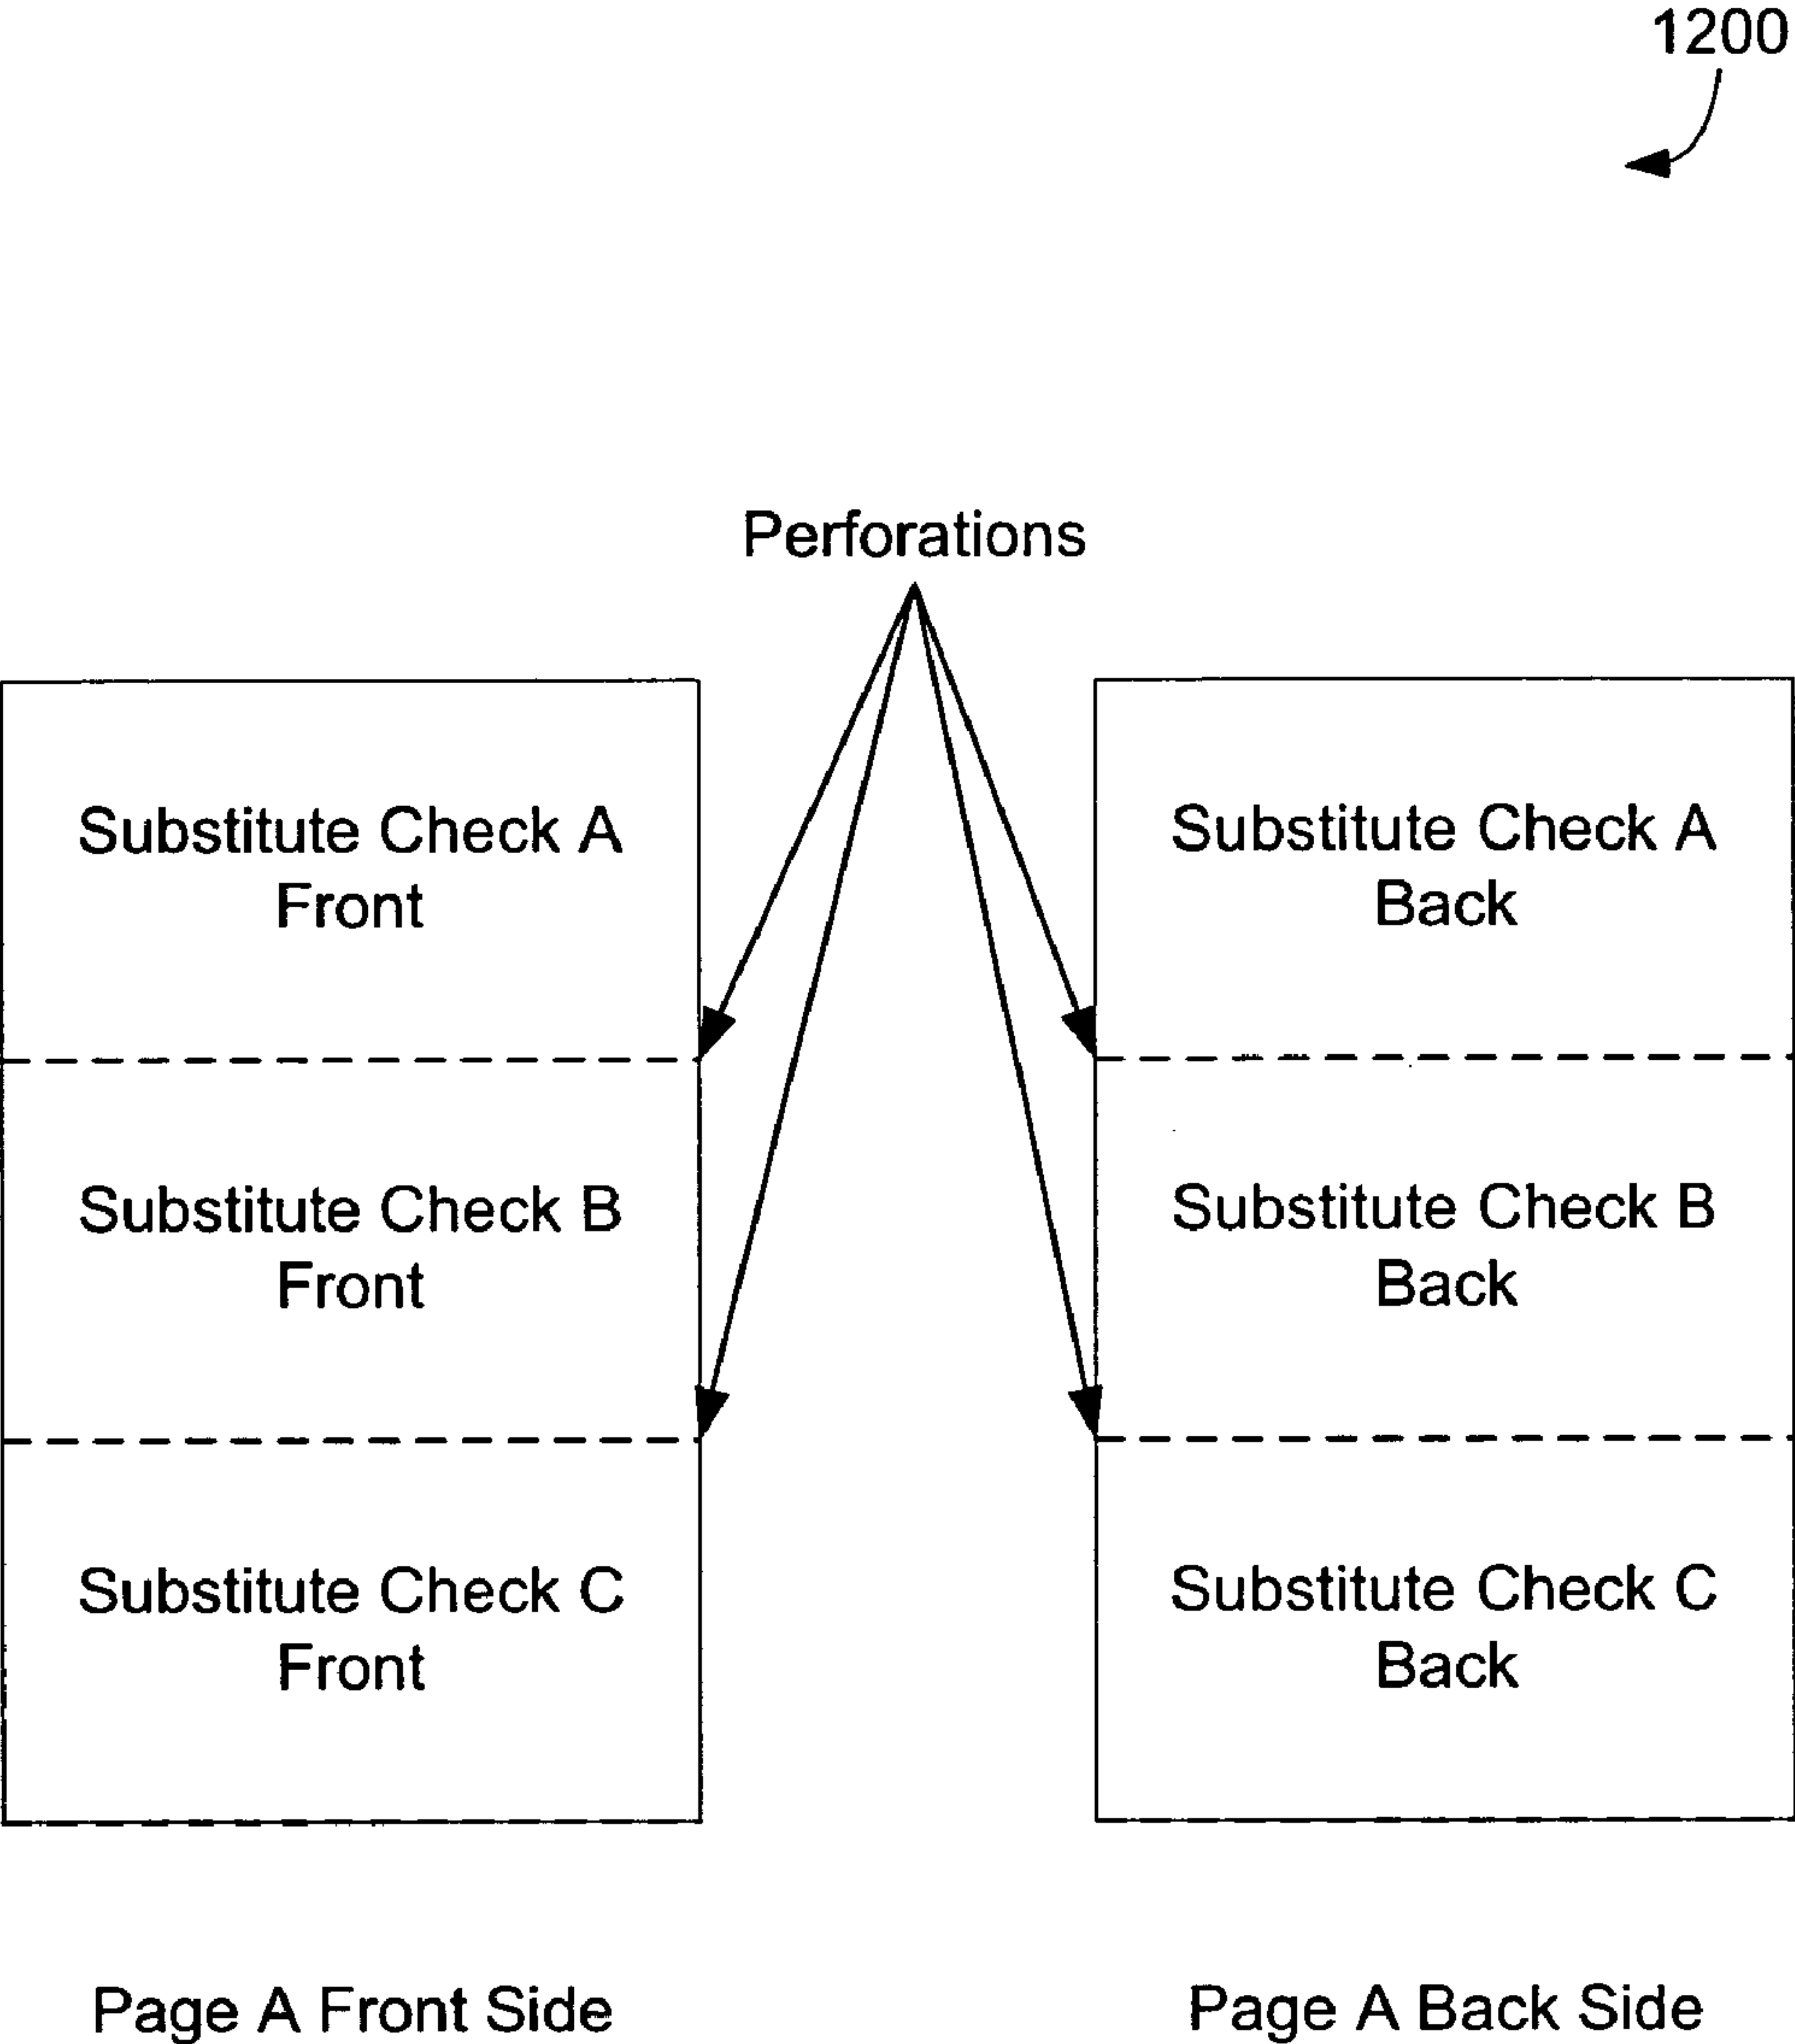 1200
Perforations
Substitute Check A
Front
Substitute Check B
Front
Substitute Check C
Front
Page A Front Side
Substitute Check A
Back
Substitute Check B
Back
Substitute Check C
Back
Page A Back Side